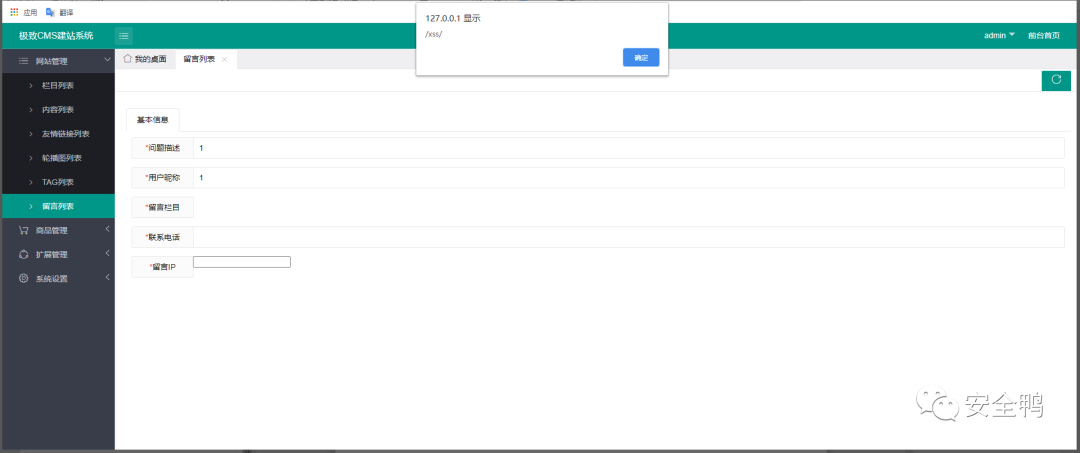 应用 翻译
127.0.0.1 显示
/xss/
确定
极致CMS建站系统
admin 前台首页
网站管理
栏目列表
内容列表
友情链接列表
轮播图列表
TAG列表
留言列表
商品管理
扩展管理
系统设置
我的桌面 留言列表
基本信息
*问题描述 1
*用户昵称 1
*留言栏目
*联系电话
*留言IP
安全鸭